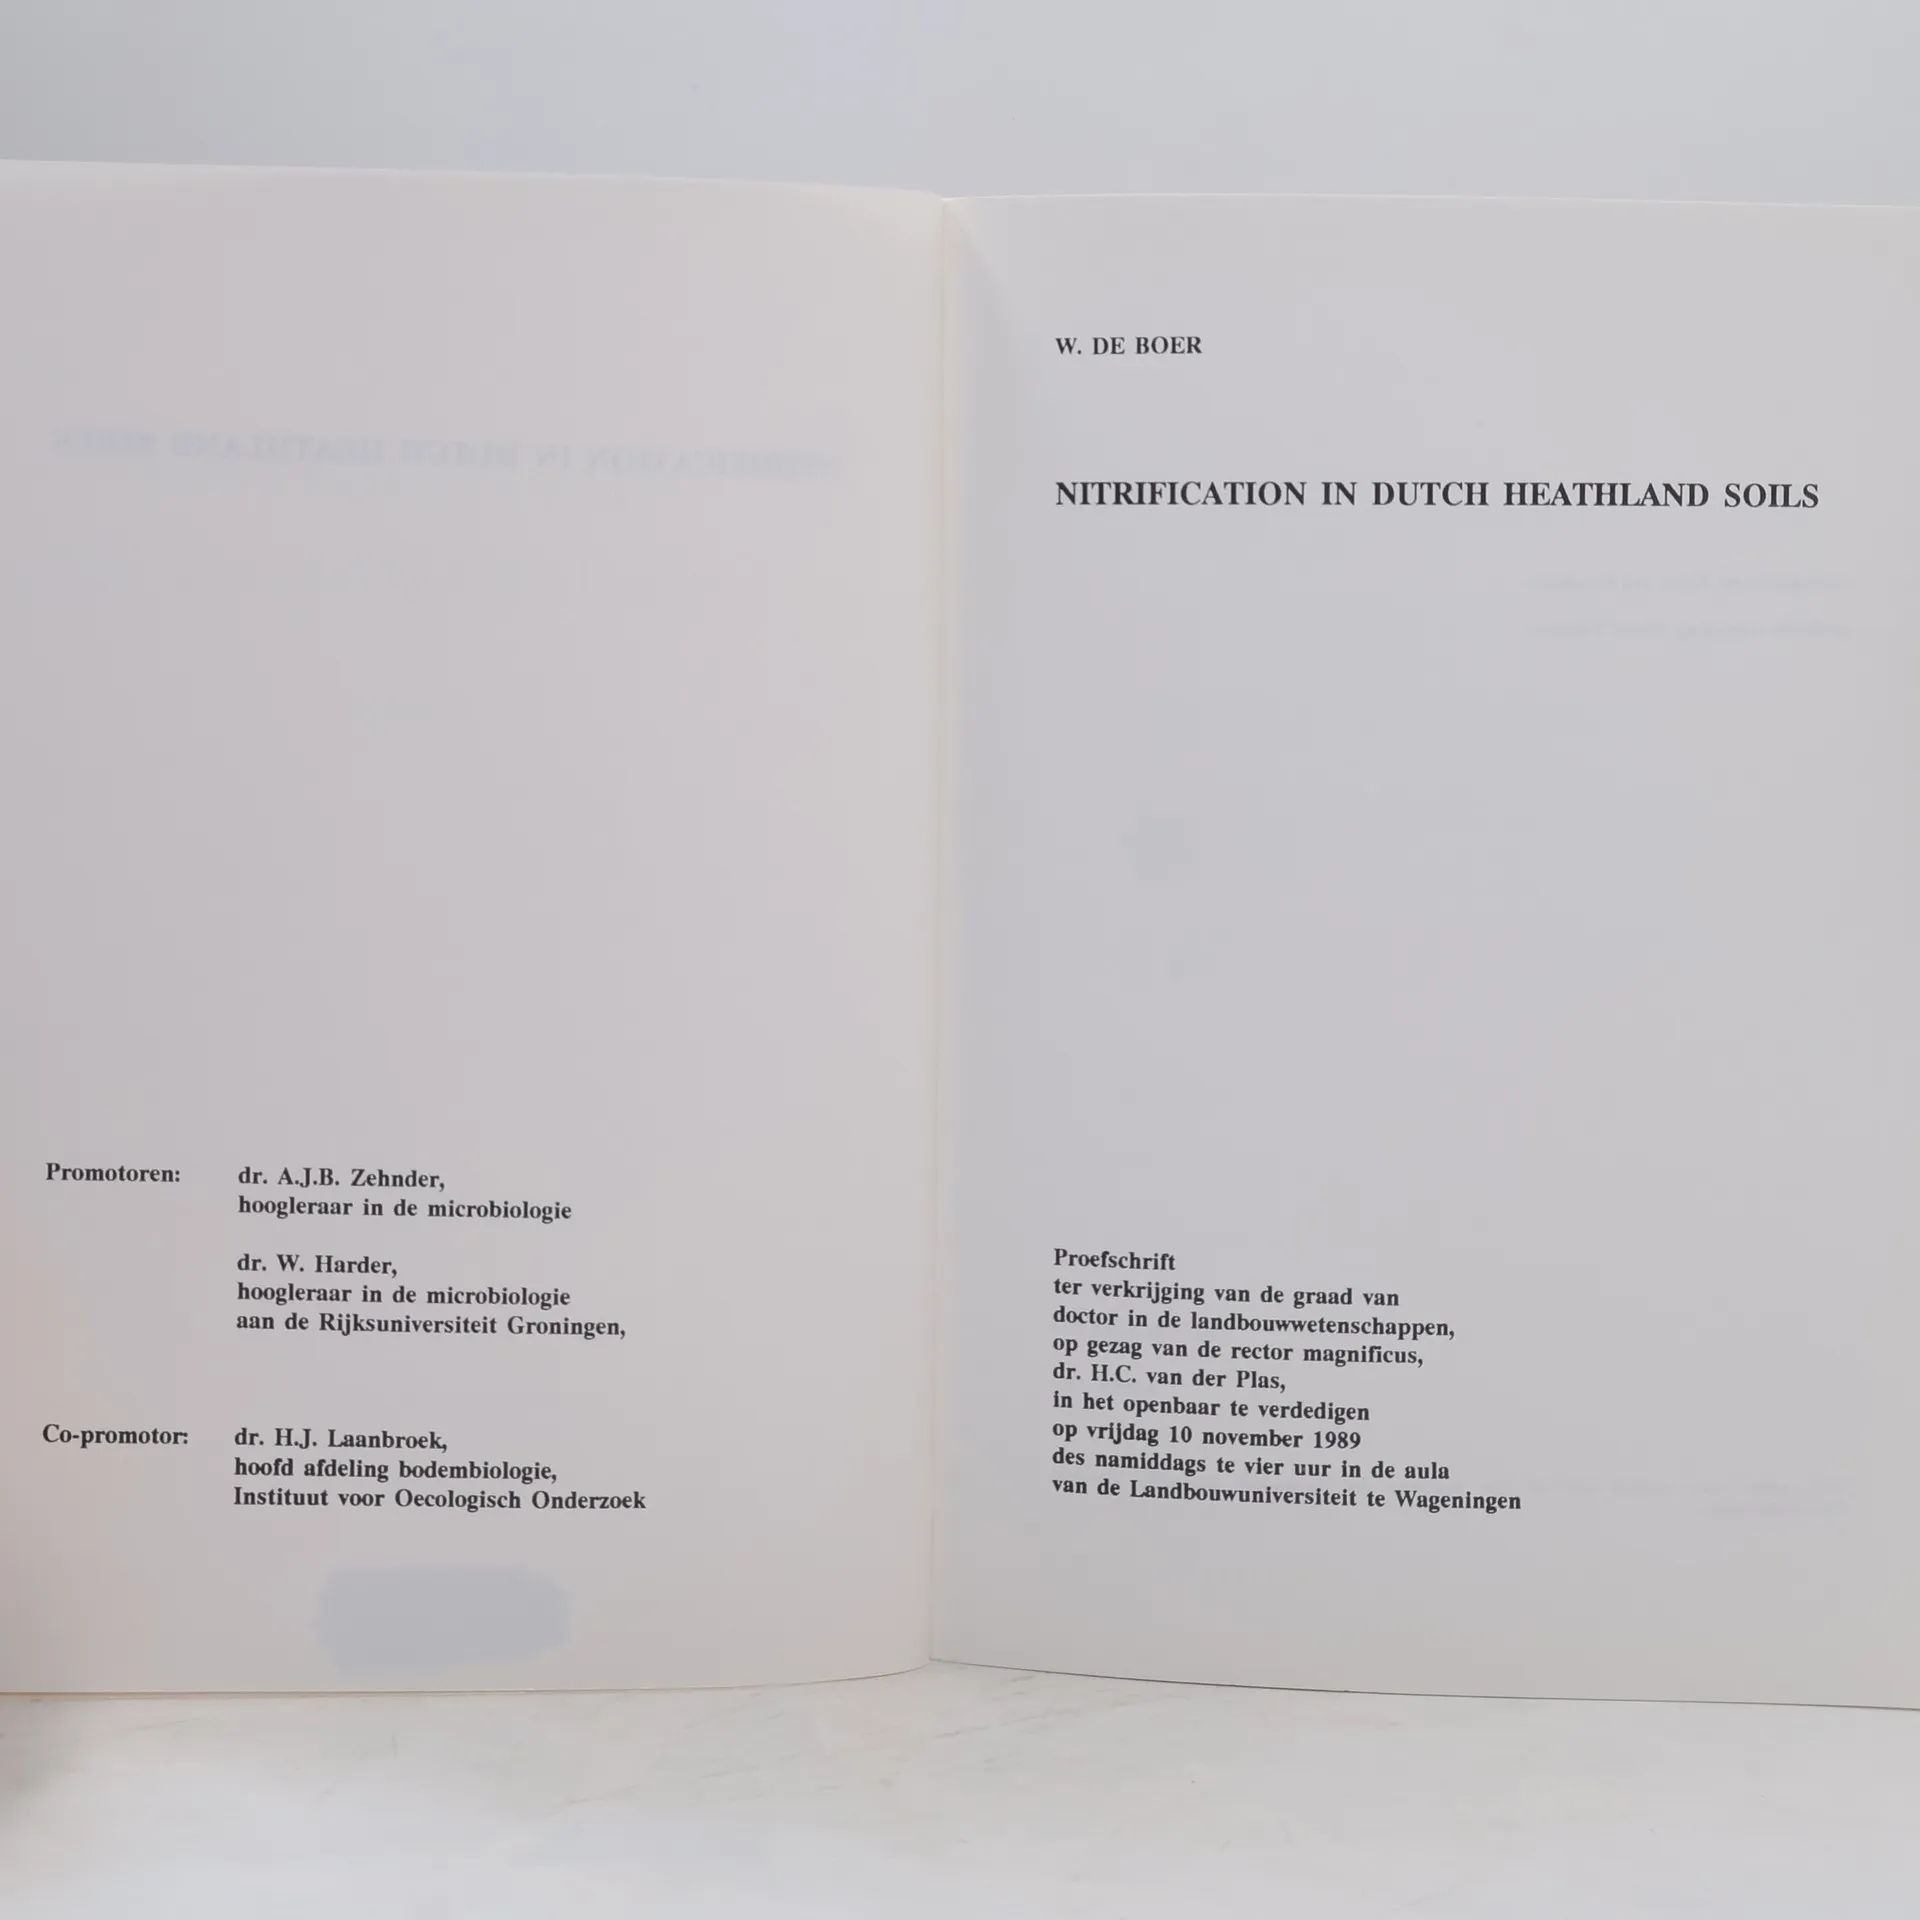 Promotoren: dr. A.J.B. Zehnder,
hoogleraar in de microbiologie
dr. W. Harder,
hoogleraar in de microbiologie
aan de Rijksuniversiteit Groningen,
Co-promotor: dr. H.J. Laanbroek,
hoofd afdeling bodembiologie,
Instituut voor Oecologisch Onderzoek
W. DE BOER
NITRIFICATION IN DUTCH HEATHLAND SOILS
Proefschrift
ter verkrijging van de graad van
doctor in de landbouwwetenschappen,
op gezag van de rector magnificus,
dr. H.C. van der Plas,
in het openbaar te verdedigen
op vrijdag 10 november 1989
des namiddags te vier uur in de aula
van de Landbouwuniversiteit te Wageningen